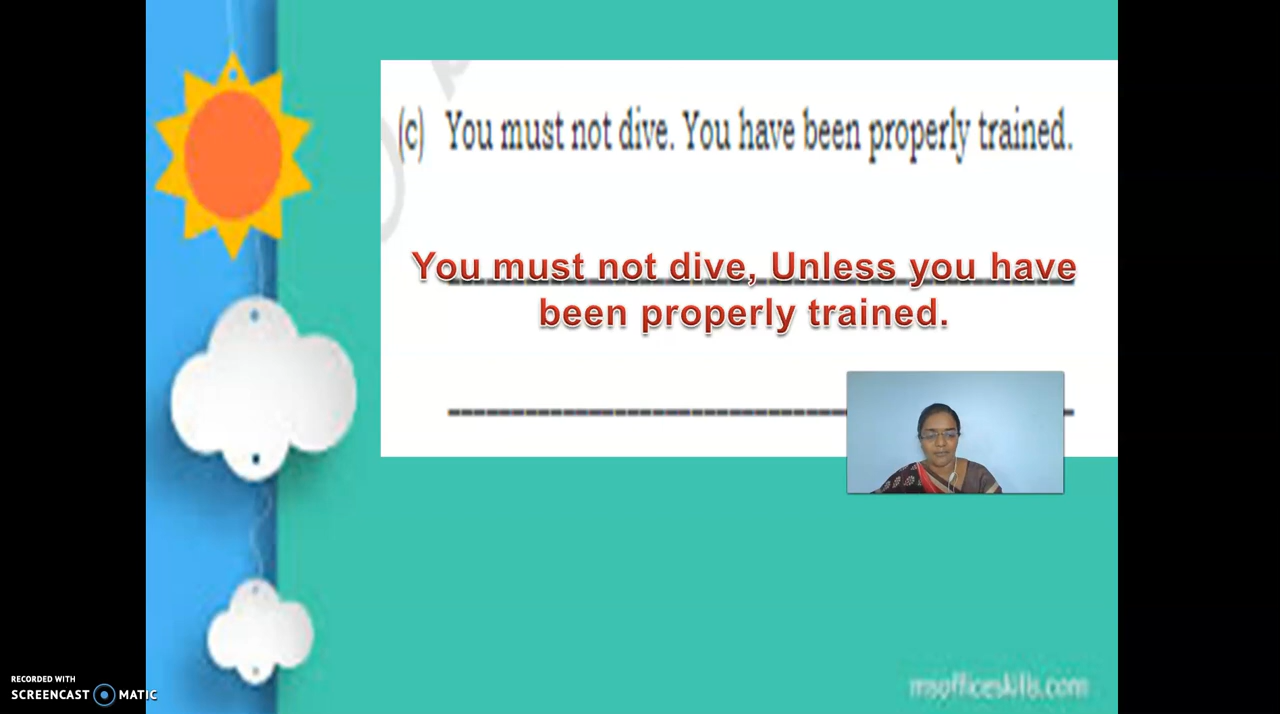 (c) You must not dive. You have been properly trained.
You must not dive, Unless you have
been properly trained.
RECORDED WITH
SCREENCAST MATIC
msofficeskills.com